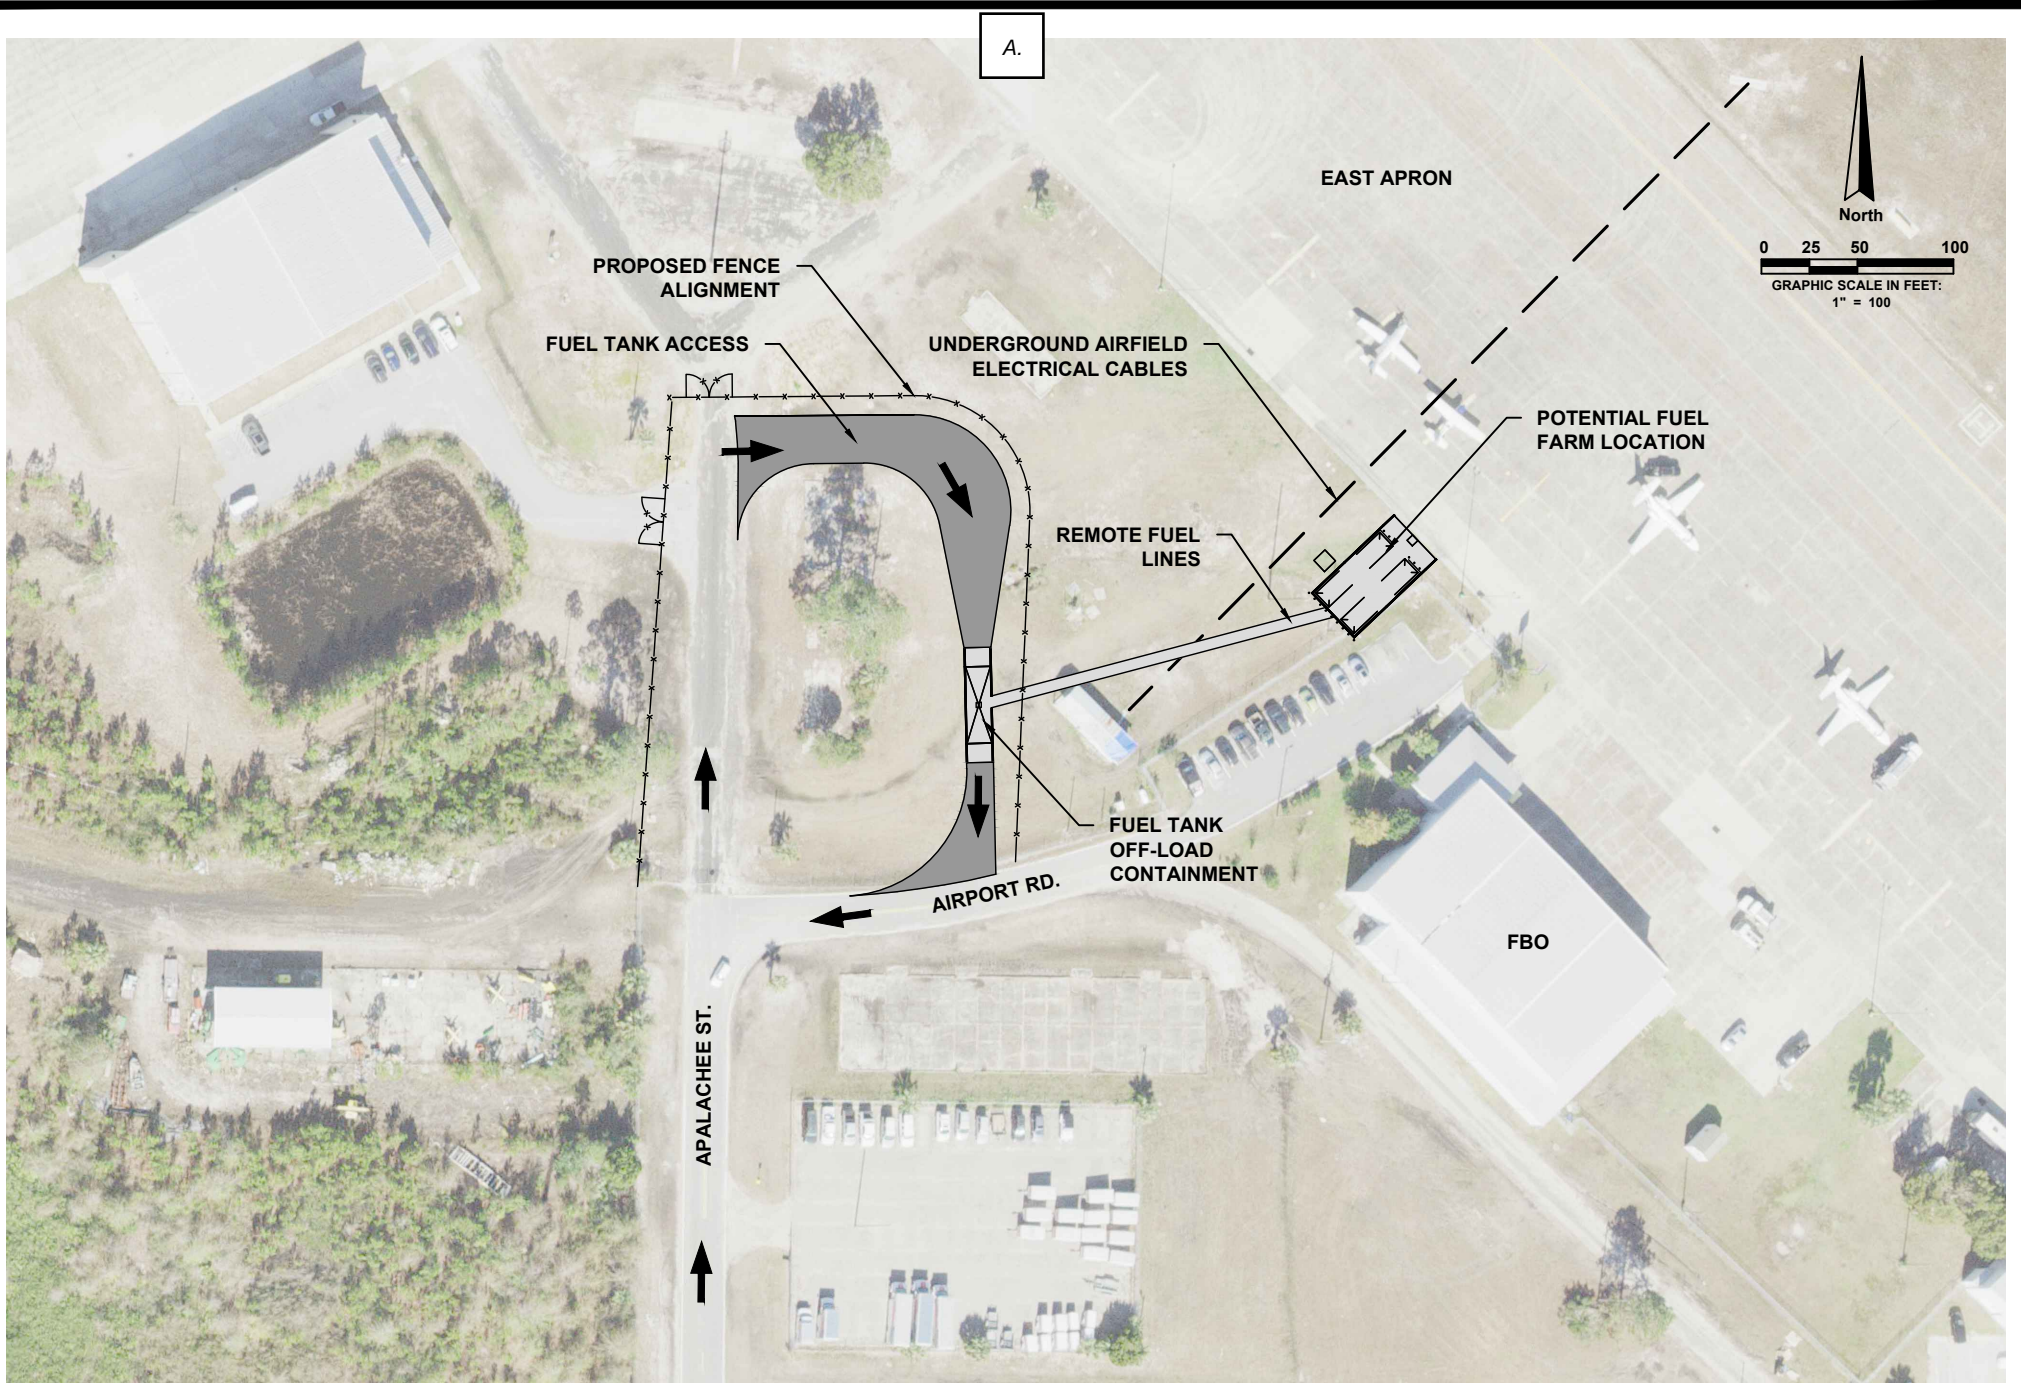 A.
EAST APRON
North
0 25 50 100
GRAPHIC SCALE IN FEET:
1" = 100
PROPOSED FENCE
ALIGNMENT
FUEL TANK ACCESS
UNDERGROUND AIRFIELD
ELECTRICAL CABLES
POTENTIAL FUEL
FARM LOCATION
REMOTE FUEL
LINES
FUEL TANK
OFF-LOAD
CONTAINMENT
AIRPORT RD.
FBO
APALACHEE ST.